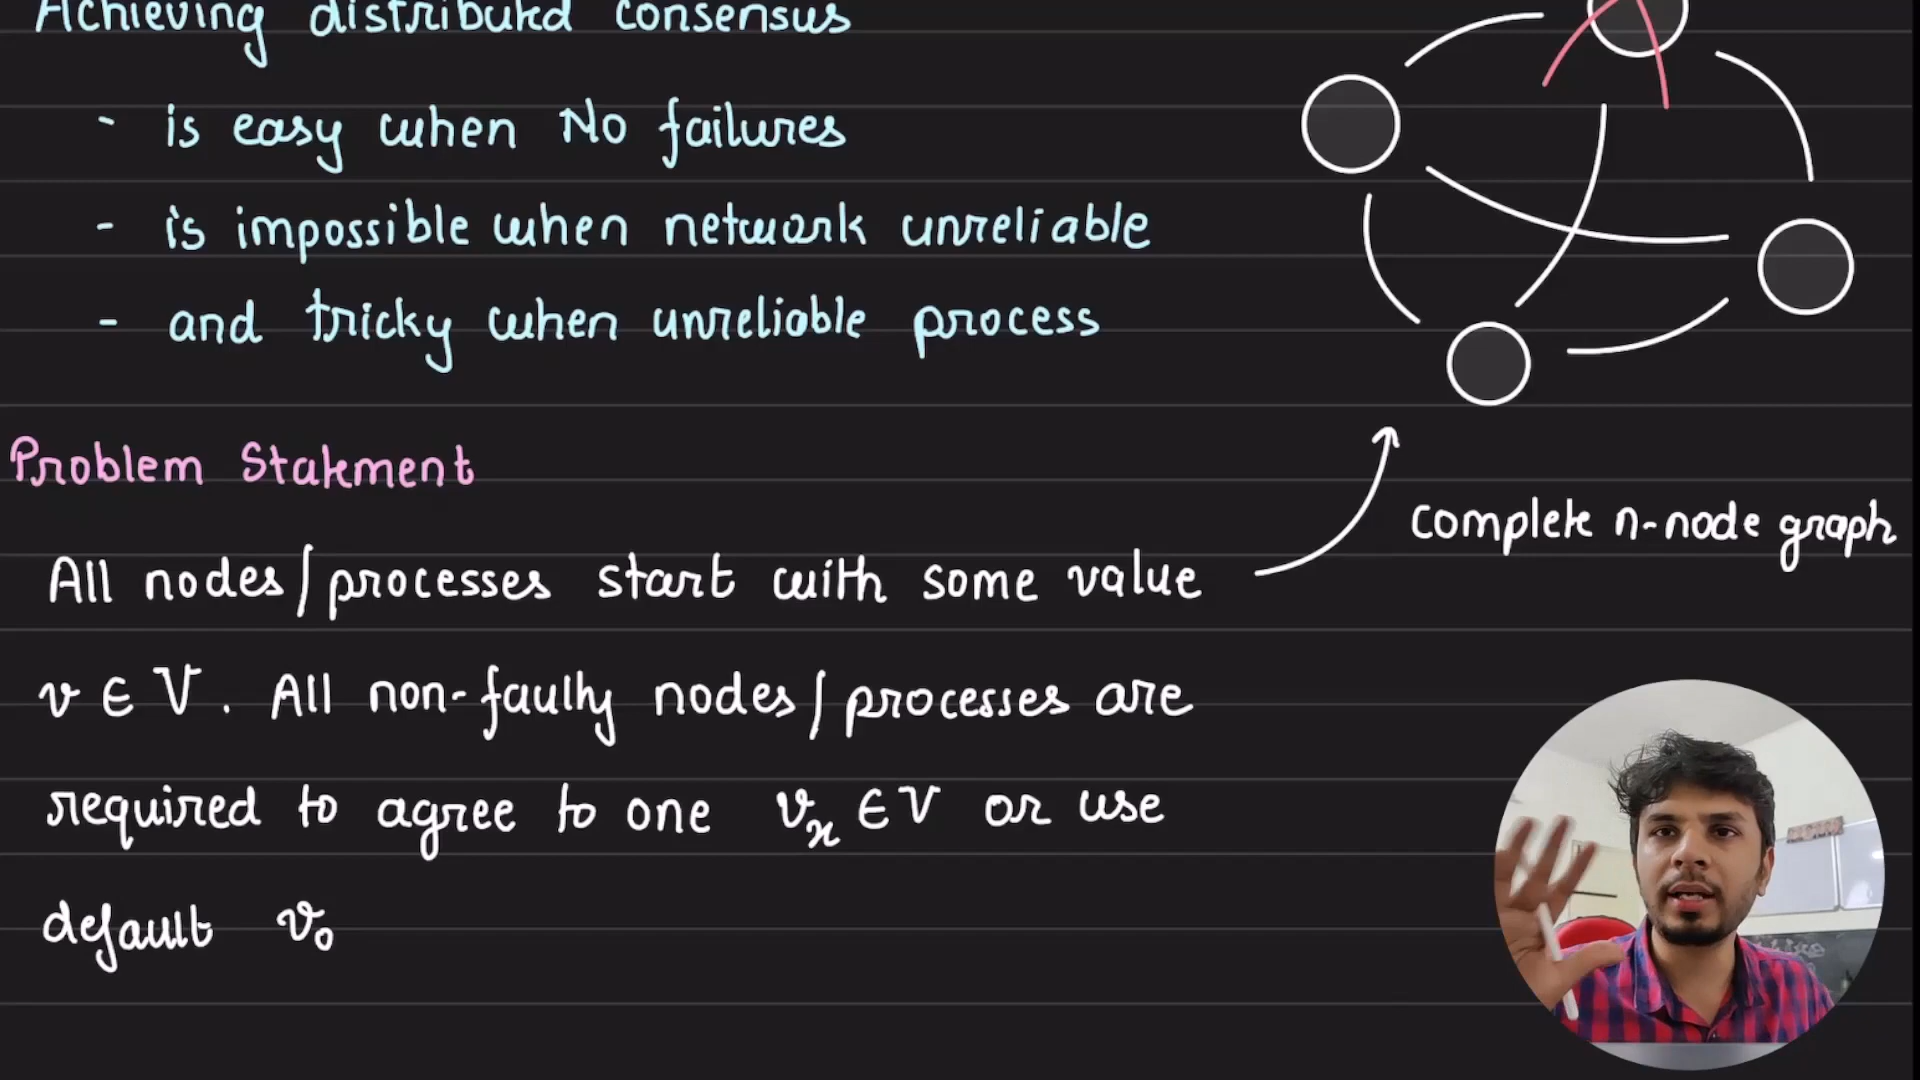 Achieving distributed consensus
- is easy when No failures
- is impossible when network unreliable
- and tricky when unreliable process
Problem Statement
complete n-node graph
All nodes/processes start with some value
v ∈ V. All non-faulty nodes/processes are
required to agree to one vₓ ∈ V or use
default v₀